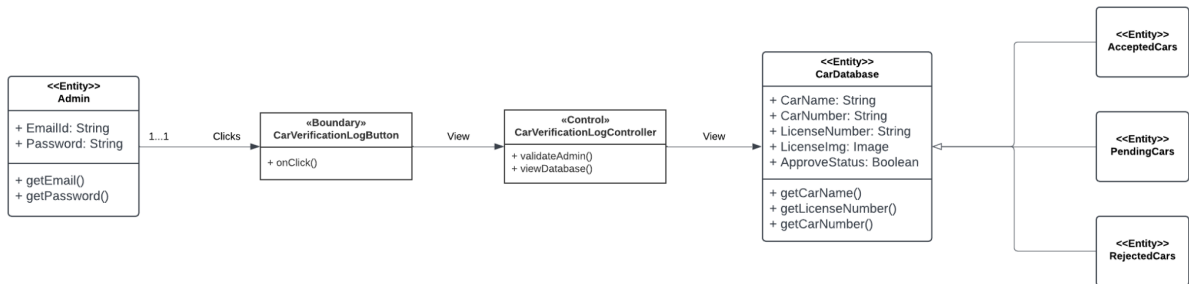 <<Entity>>
Admin
+ EmailId: String
+ Password: String
+ getEmail()
+ getPassword()
1...1
Clicks
«Boundary»
CarVerificationLogButton
+ onClick()
View
«Control»
CarVerificationLogController
+ validateAdmin()
+ viewDatabase()
View
<<Entity>>
CarDatabase
+ CarName: String
+ CarNumber: String
+ LicenseNumber: String
+ LicenseImg: Image
+ ApproveStatus: Boolean
+ getCarName()
+ getLicenseNumber()
+ getCarNumber()
<<Entity>>
AcceptedCars
<<Entity>>
PendingCars
<<Entity>>
RejectedCars